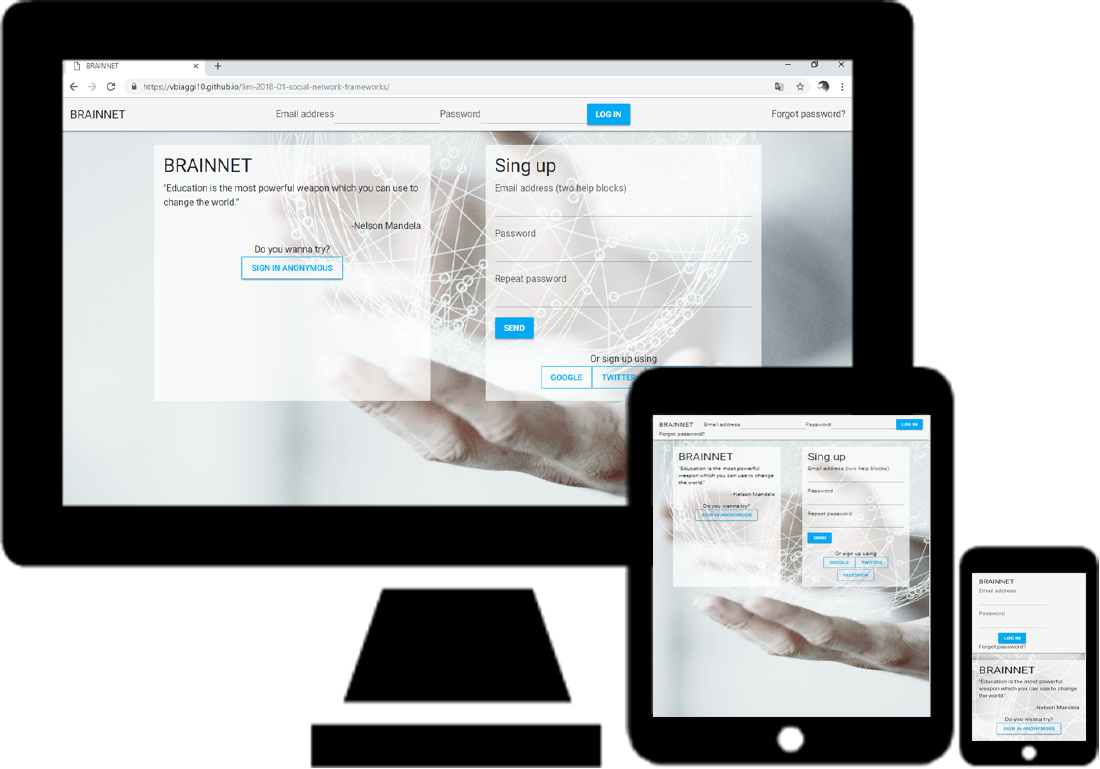 BRAINNET
https://vbiaggi10.github.io/lim-2018-01-social-network-frameworks/
BRAINNET Email address Password LOG IN Forgot password?
BRAINNET
"Education is the most powerful weapon which you can use to
change the world."
-Nelson Mandela
Do you wanna try?
SIGN IN ANONYMOUS
Sing up
Email address (two help blocks)
Password
Repeat password
SEND
Or sign up using
GOOGLE TWITTER
BRAINNET Email address Password LOG IN
Forgot password?
BRAINNET
"Education is the most powerful
weapon which you can use to change
the world."
-Nelson Mandela
Do you wanna try?
SIGN IN ANONYMOUS
Sing up
Email address (two help blocks)
Password
Repeat password
SEND
Or sign up using
GOOGLE TWITTER
FACEBOOK
BRAINNET
Email address
Password
LOG IN
Forgot password?
BRAINNET
"Education is the most powerful
weapon which you can use to change
the world."
-Nelson Mandela
Do you wanna try?
SIGN IN ANONYMOUS